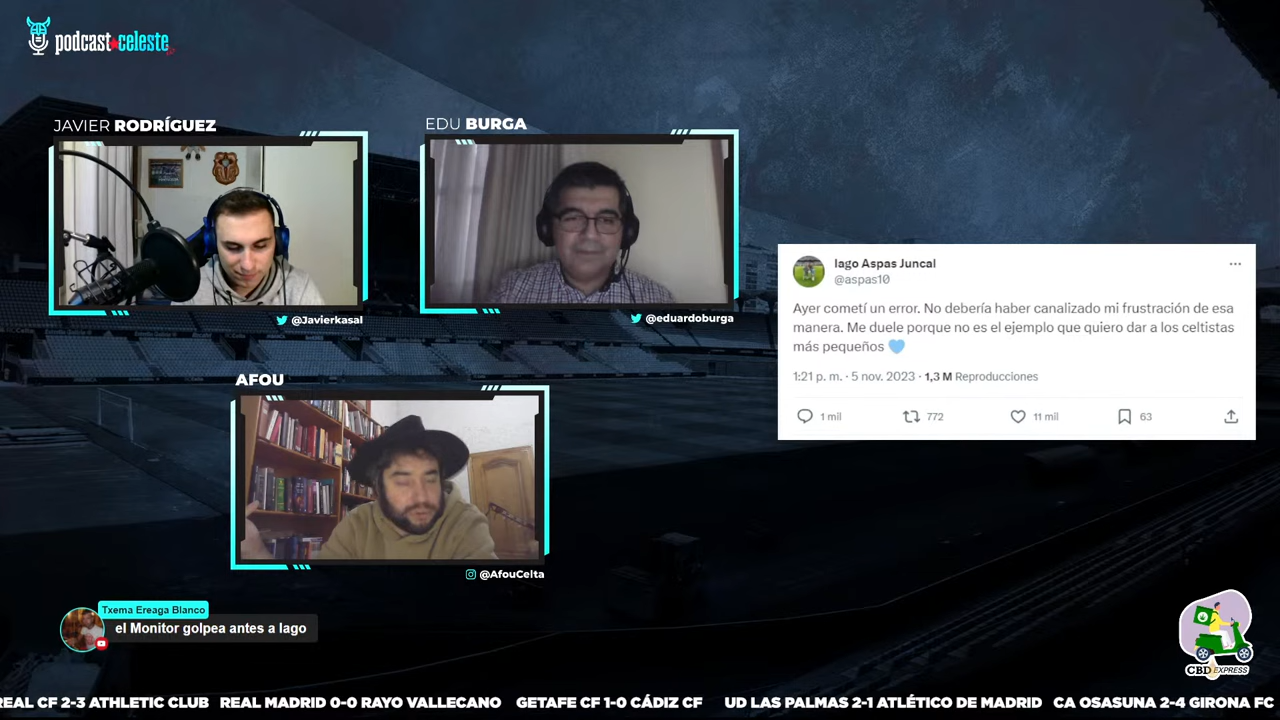 podcast celeste
JAVIER RODRÍGUEZ
EDU BURGA
@Javierkasal
@eduardoburga
Iago Aspas Juncal
@aspas10
Ayer cometí un error. No debería haber canalizado mi frustración de esa
manera. Me duele porque no es el ejemplo que quiero dar a los celtistas
más pequeños
1:21 p. m. · 5 nov. 2023 · 1,3 M Reproducciones
1 mil
772
11 mil
63
AFOU
@AfouCelta
Txema Ereaga Blanco
el Monitor golpea antes a Iago
CBD EXPRESS
REAL CF 2-3 ATHLETIC CLUB REAL MADRID 0-0 RAYO VALLECANO GETAFE CF 1-0 CÁDIZ CF UD LAS PALMAS 2-1 ATLÉTICO DE MADRID CA OSASUNA 2-4 GIRONA FC